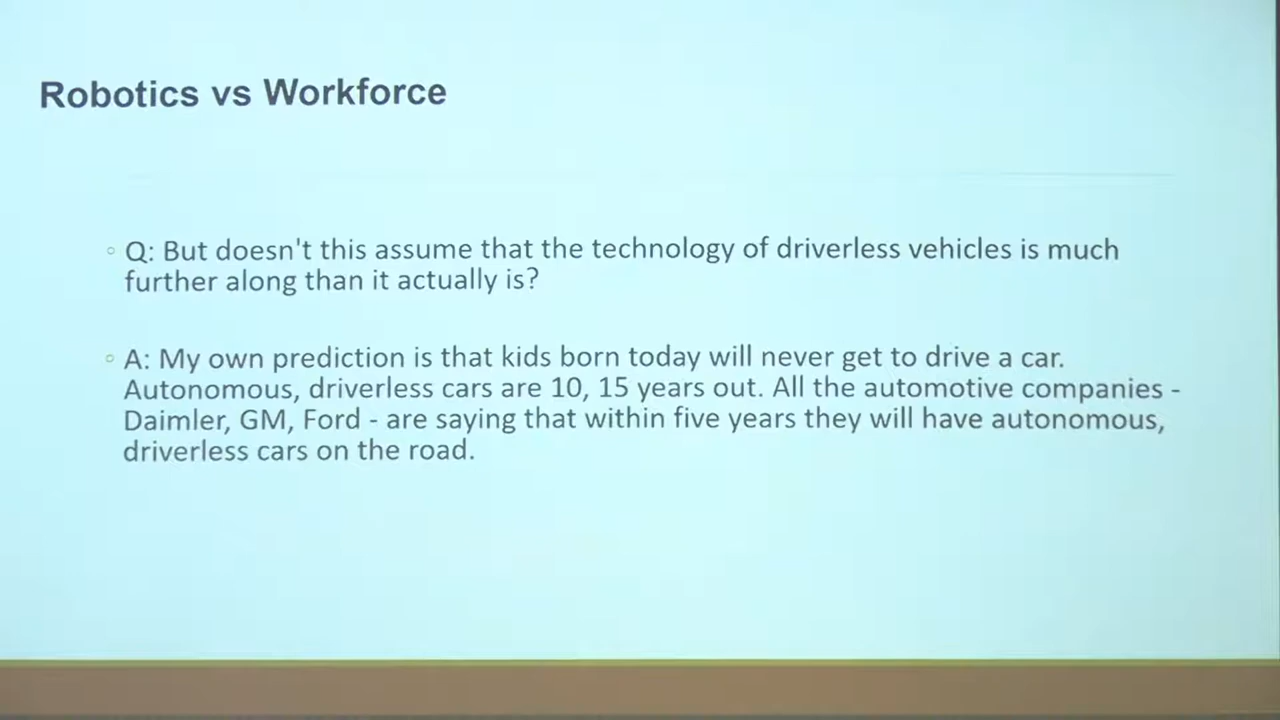 Robotics vs Workforce
◦ Q: But doesn't this assume that the technology of driverless vehicles is much
further along than it actually is?
◦ A: My own prediction is that kids born today will never get to drive a car.
Autonomous, driverless cars are 10, 15 years out. All the automotive companies -
Daimler, GM, Ford - are saying that within five years they will have autonomous,
driverless cars on the road.